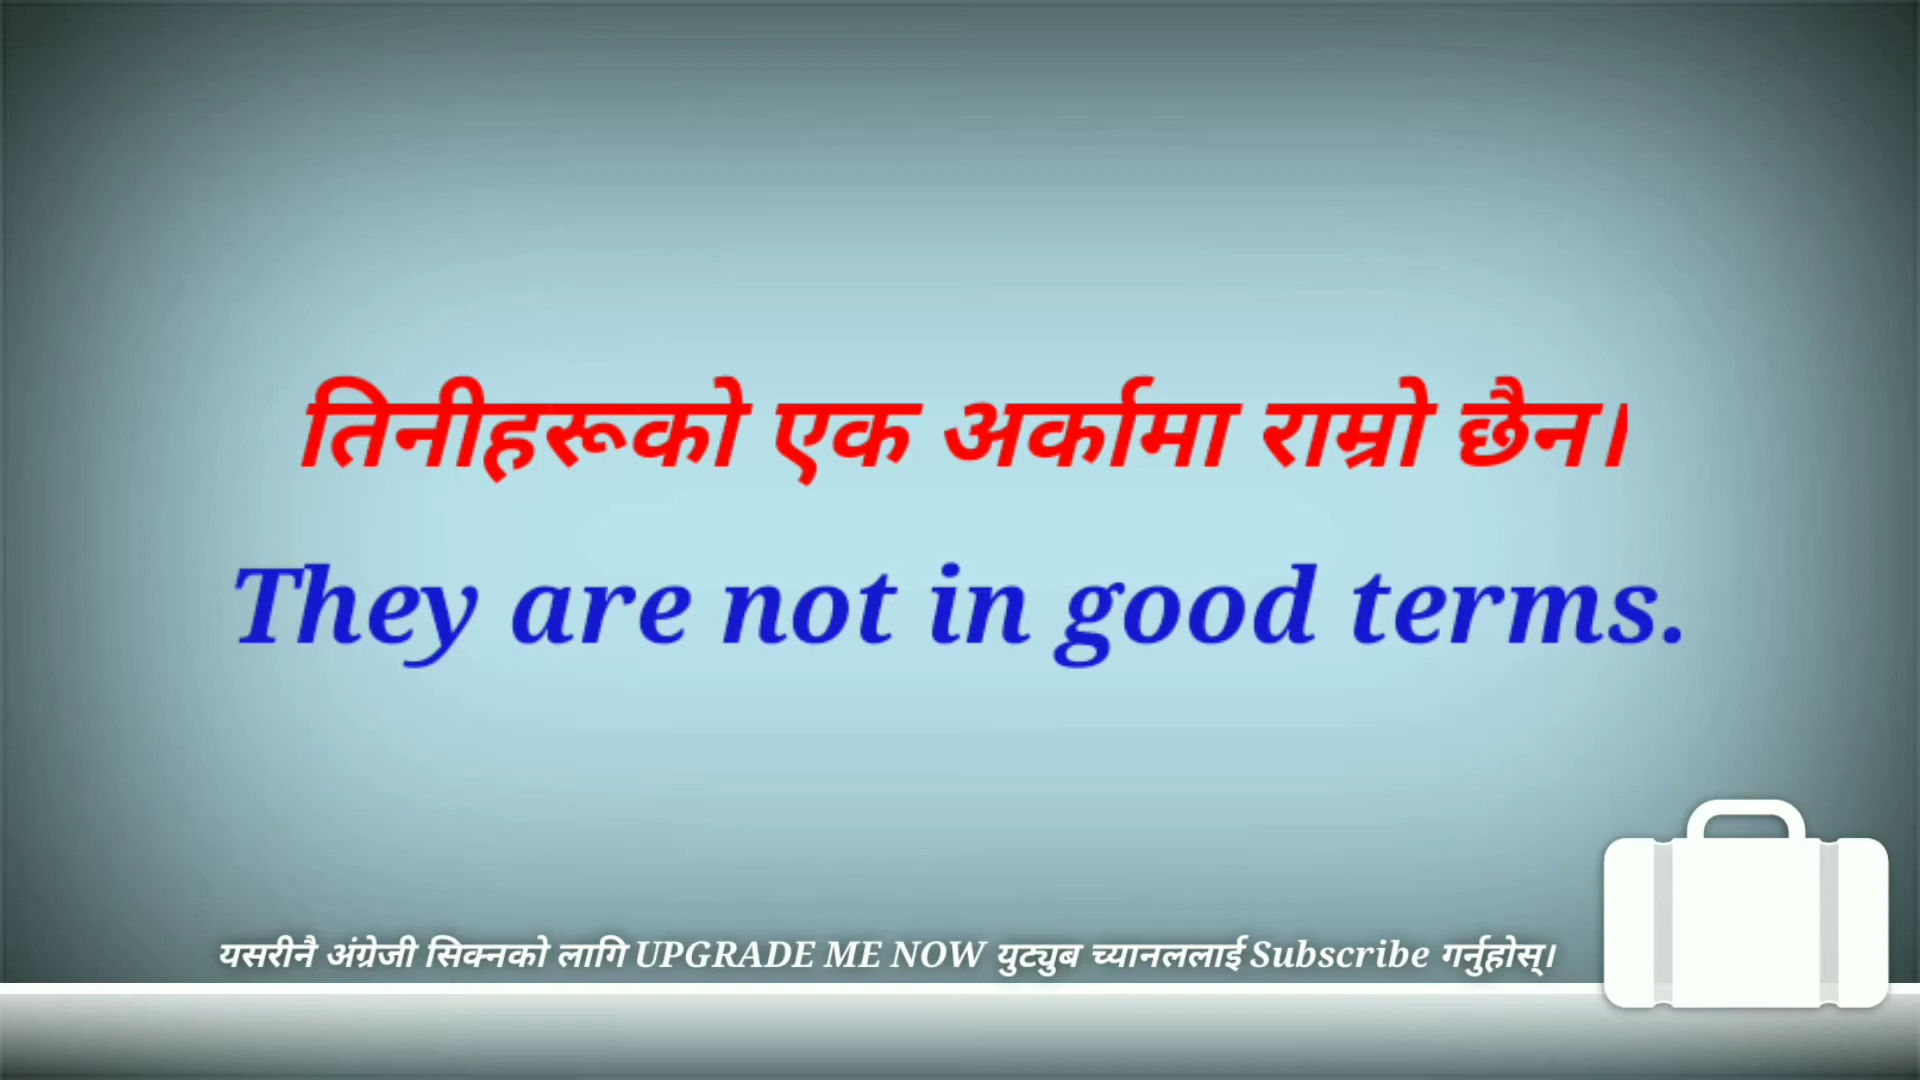 तिनीहरूको एक अर्कामा राम्रो छैन।
They are not in good terms.
यसरीनै अंग्रेजी सिक्नको लागि UPGRADE ME NOW युट्युब च्यानललाई Subscribe गर्नुहोस्।